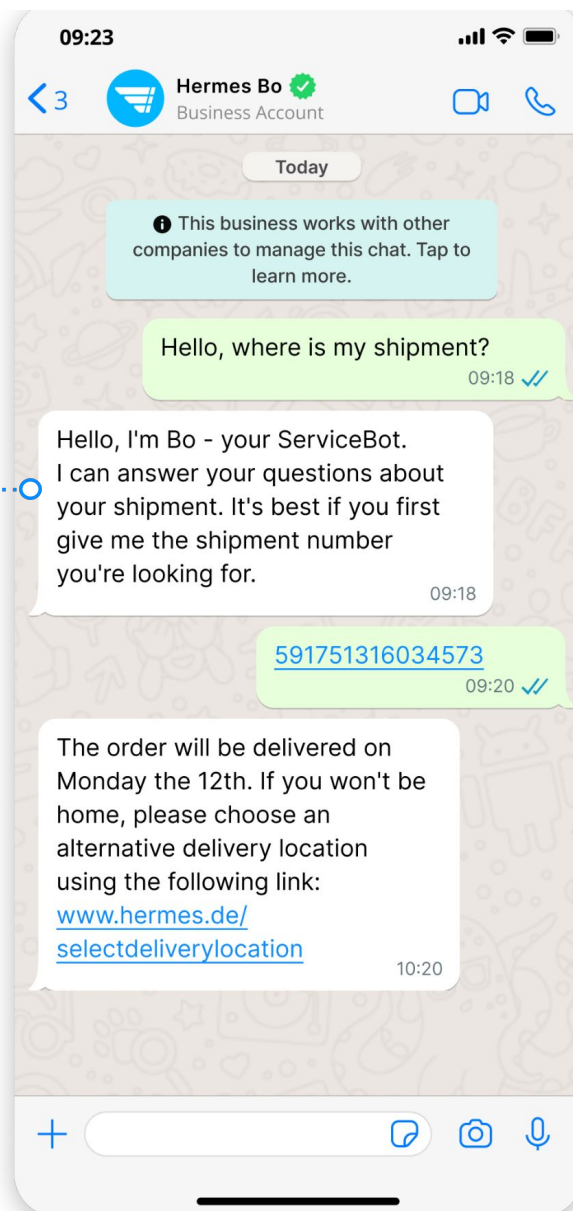 09:23
3
Hermes Bo
Business Account
Today
This business works with other
companies to manage this chat. Tap to
learn more.
Hello, where is my shipment?
09:18
Hello, I'm Bo - your ServiceBot.
I can answer your questions about
your shipment. It's best if you first
give me the shipment number
you're looking for.
09:18
591751316034573
09:20
The order will be delivered on
Monday the 12th. If you won't be
home, please choose an
alternative delivery location
using the following link:
www.hermes.de/
selectdeliverylocation
10:20